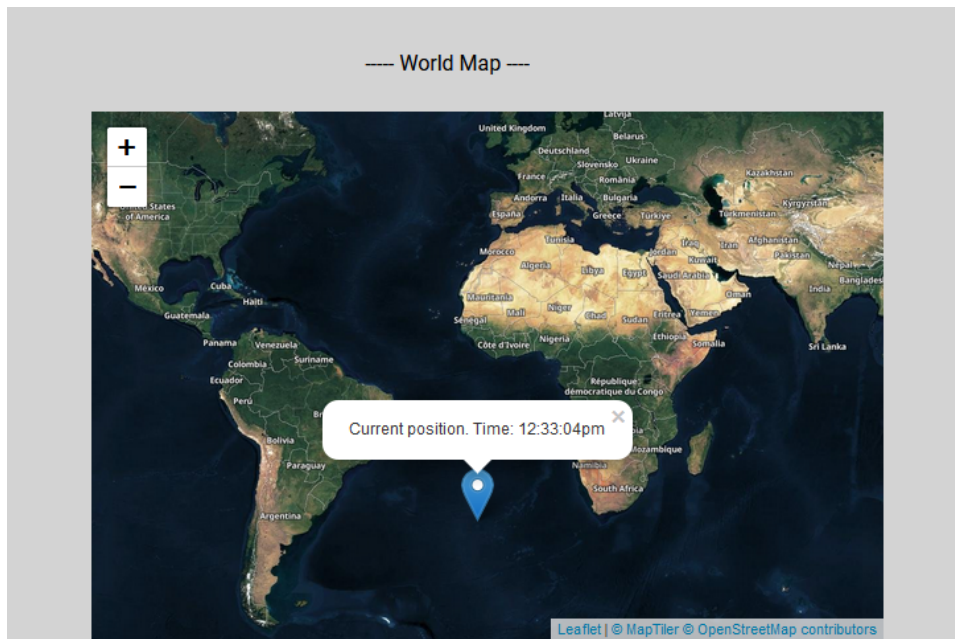 ----- World Map ----
+
−
Latvija
United Kingdom
Belarus
Deutschland
Slovensko
Ukraine
France
România
Kazakhstan
Andorra
Italia
Bulgaria
Kyrgyzstan
States
of America
España
Greece
Türkiye
Turkmenistan
Morocco
Tunisia
Jordan
Iraq
Iran
Afghanistan
Kuwait
Pakistan
Algeria
Libya
Egypt
Saudi Arabia
Nepal
México
Cuba
Haiti
Mauritania
Niger
Oman
India
Bangladesh
Guatemala
Sénégal
Mali
Chad
Sudan
Eritrea
Yemen
Panama
Venezuela
Côte d'Ivoire
Nigeria
Ethiopia
Somalia
Sri Lanka
Colombia
Suriname
Ecuador
République
démocratique du Congo
Perú
Br
Current position. Time: 12:33:04pm
×
Bolivia
Mozambique
Paraguay
Namibia
South Africa
Argentina
Leaflet | © MapTiler © OpenStreetMap contributors